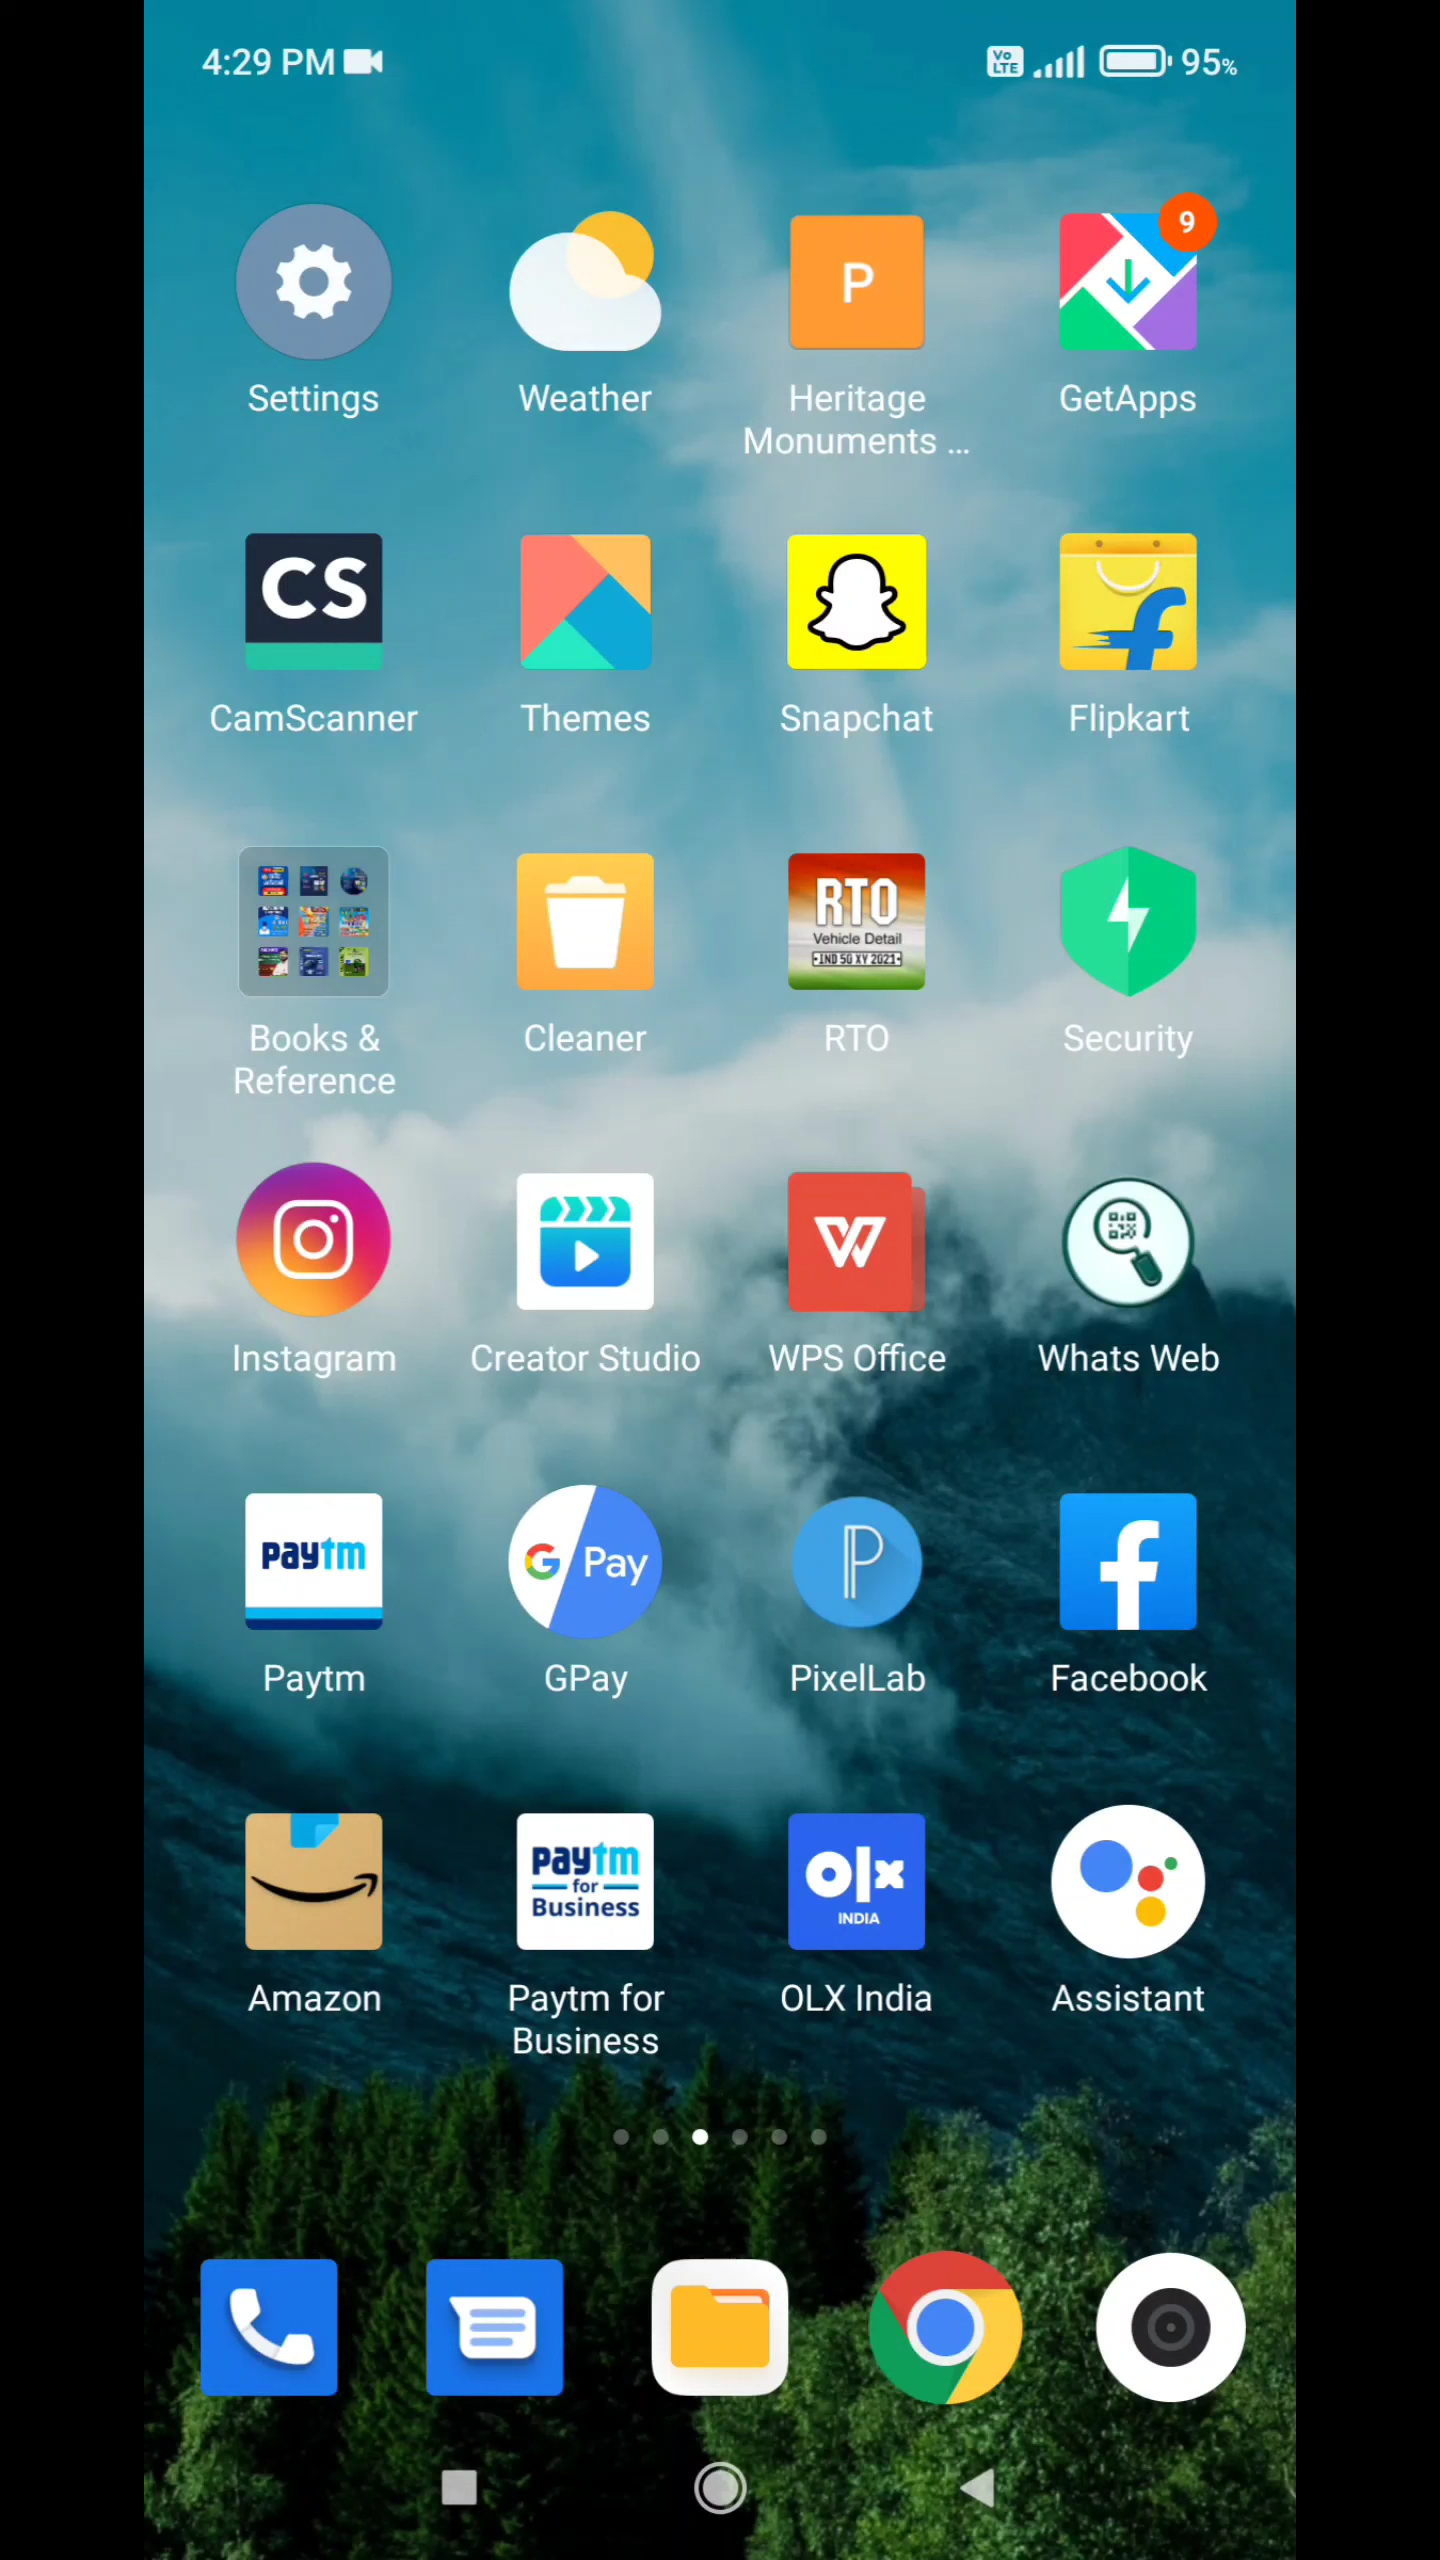 4:29 PM
Vo LTE
95%
9
P
Settings
Weather
Heritage
Monuments ...
GetApps
CS
CamScanner
Themes
Snapchat
f
Flipkart
RTO
Vehicle Detail
IND 50 XY 2021
Books &
Reference
Cleaner
RTO
Security
W
Instagram
Creator Studio
WPS Office
Whats Web
paytm
G Pay
P
f
Paytm
GPay
PixelLab
Facebook
paytm
for
Business
olx
INDIA
Amazon
Paytm for
Business
OLX India
Assistant